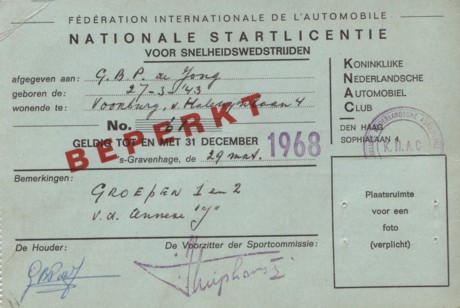 FÉDÉRATION INTERNATIONALE DE L'AUTOMOBILE
NATIONALE STARTLICENTIE
VOOR SNELHEIDSWEDSTRIJDEN
afgegeven aan: G.B.P. de Jong
geboren de: 27-3-'43
wonende te: Voorburg,
KONINKLIJKE
NEDERLANDSCHE
AUTOMOBIEL
CLUB
DEN HAAG
SOPHIALAAN 4
No.
BEPERKT
GELDIG TOT EN MET 31 DECEMBER 1968
's-Gravenhage, de 29 mrt.
K.N.A.C.
Bemerkingen:
GROEPEN 1 en 2
v.d. annexe "J"
Plaatsruimte
voor een
foto
(verplicht)
De Houder:
De Voorzitter der Sportcommissie: